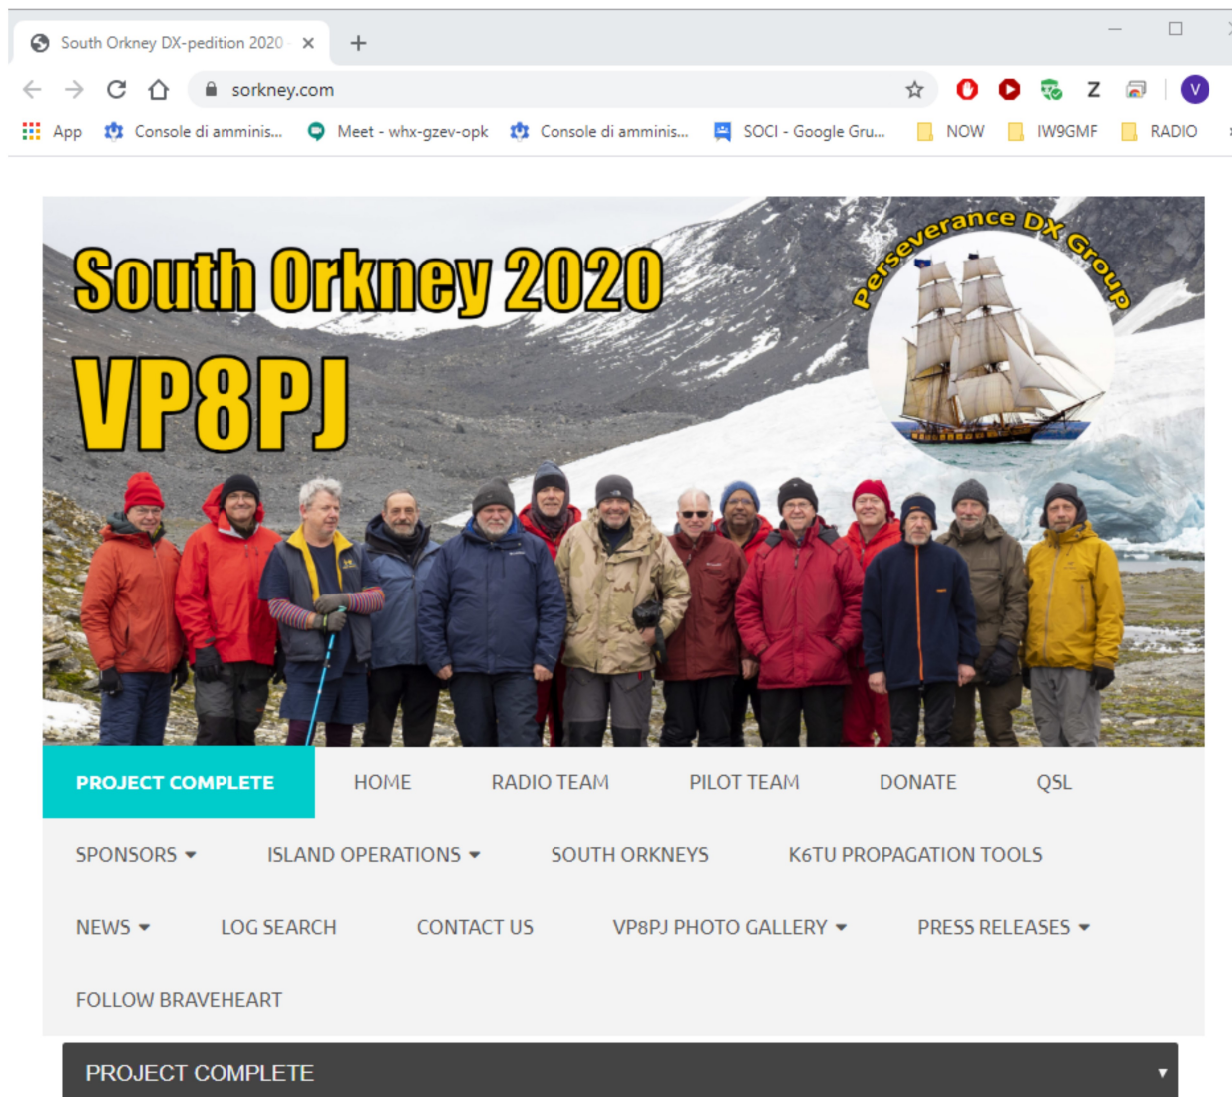 South Orkney DX-pedition 2020 -
sorkney.com
Z
V
App Console di amminis... Meet - whx-gzev-opk Console di amminis... SOCI - Google Gru... NOW IW9GMF RADIO
South Orkney 2020
Perseverance DX Group
VP8PJ
PROJECT COMPLETE HOME RADIO TEAM PILOT TEAM DONATE QSL
SPONSORS ISLAND OPERATIONS SOUTH ORKNEYS K6TU PROPAGATION TOOLS
NEWS LOG SEARCH CONTACT US VP8PJ PHOTO GALLERY PRESS RELEASES
FOLLOW BRAVEHEART
PROJECT COMPLETE